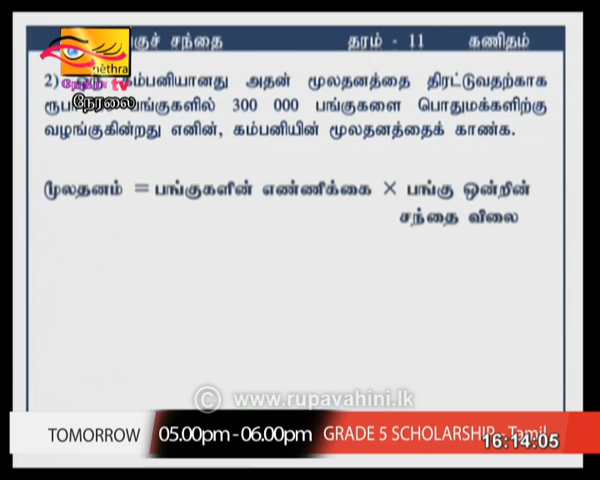 குச் சந்தை தரம் - 11 கணிதம்
nethra
tv
நேரலை
2) கம்பனியானது அதன் மூலதனத்தை திரட்டுவதற்காக
ரூபா பங்குகளில் 300 000 பங்குகளை பொதுமக்களிற்கு
வழங்குகின்றது எனின், கம்பனியின் மூலதனத்தைக் காண்க.
மூலதனம் = பங்குகளின் எண்ணிக்கை × பங்கு ஒன்றின்
சந்தை விலை
© www.rupavahini.lk
TOMORROW 05.00pm - 06.00pm GRADE 5 SCHOLARSHIP - Tamil
16:14:05